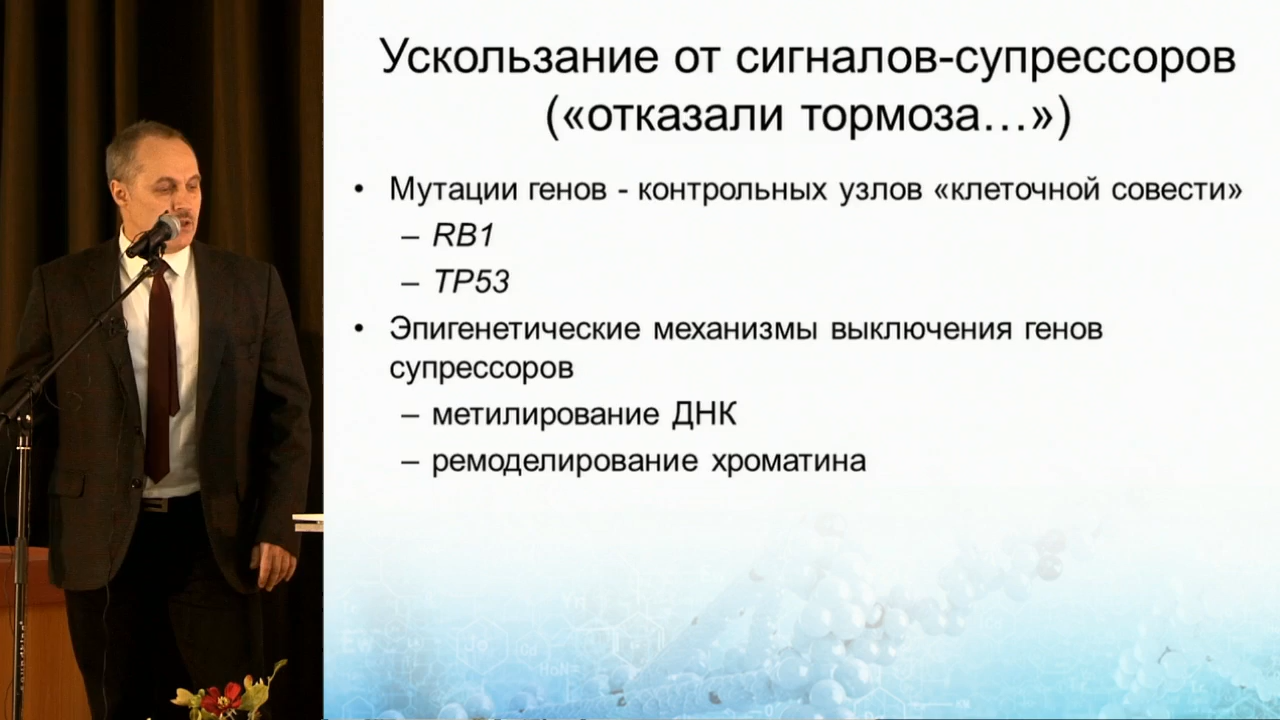 Ускользание от сигналов-супрессоров
(«отказали тормоза…»)
• Мутации генов - контрольных узлов «клеточной совести»
– RB1
– TP53
• Эпигенетические механизмы выключения генов
супрессоров
– метилирование ДНК
– ремоделирование хроматина